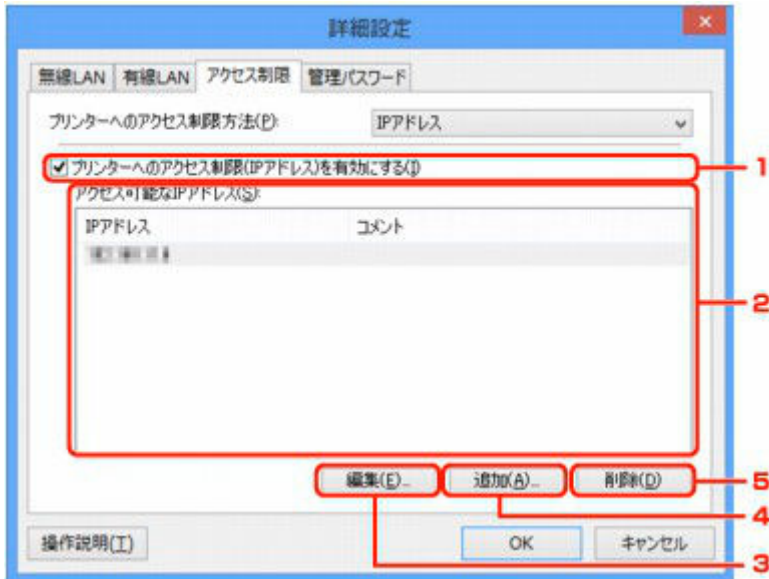 詳細設定
無線LAN 有線LAN アクセス制限 管理パスワード
プリンターへのアクセス制限方法(P): IPアドレス
プリンターへのアクセス制限(IPアドレス)を有効にする(I) 1
アクセス可能なIPアドレス(S):
IPアドレス コメント
2
編集(E)... 追加(A)... 削除(D) 5
4
操作説明(T) OK キャンセル
3